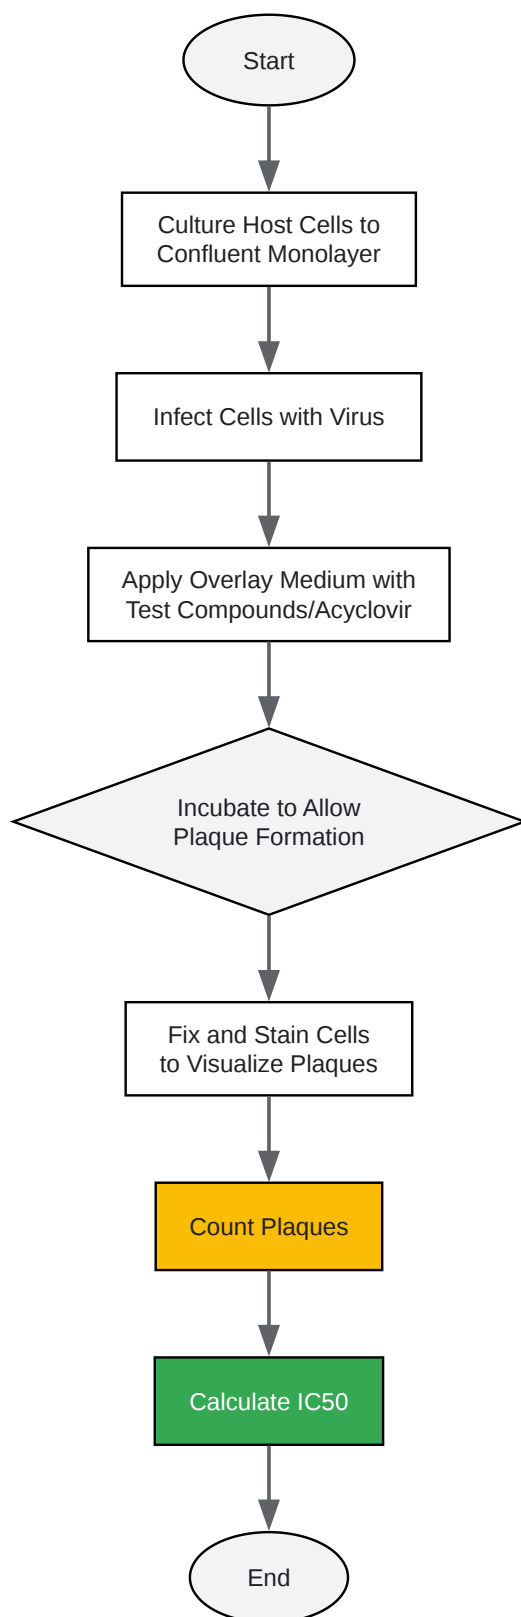 Start
Culture Host Cells to
Confluent Monolayer
Infect Cells with Virus
Apply Overlay Medium with
Test Compounds/Acyclovir
Incubate to Allow
Plaque Formation
Fix and Stain Cells
to Visualize Plaques
Count Plaques
Calculate IC50
End